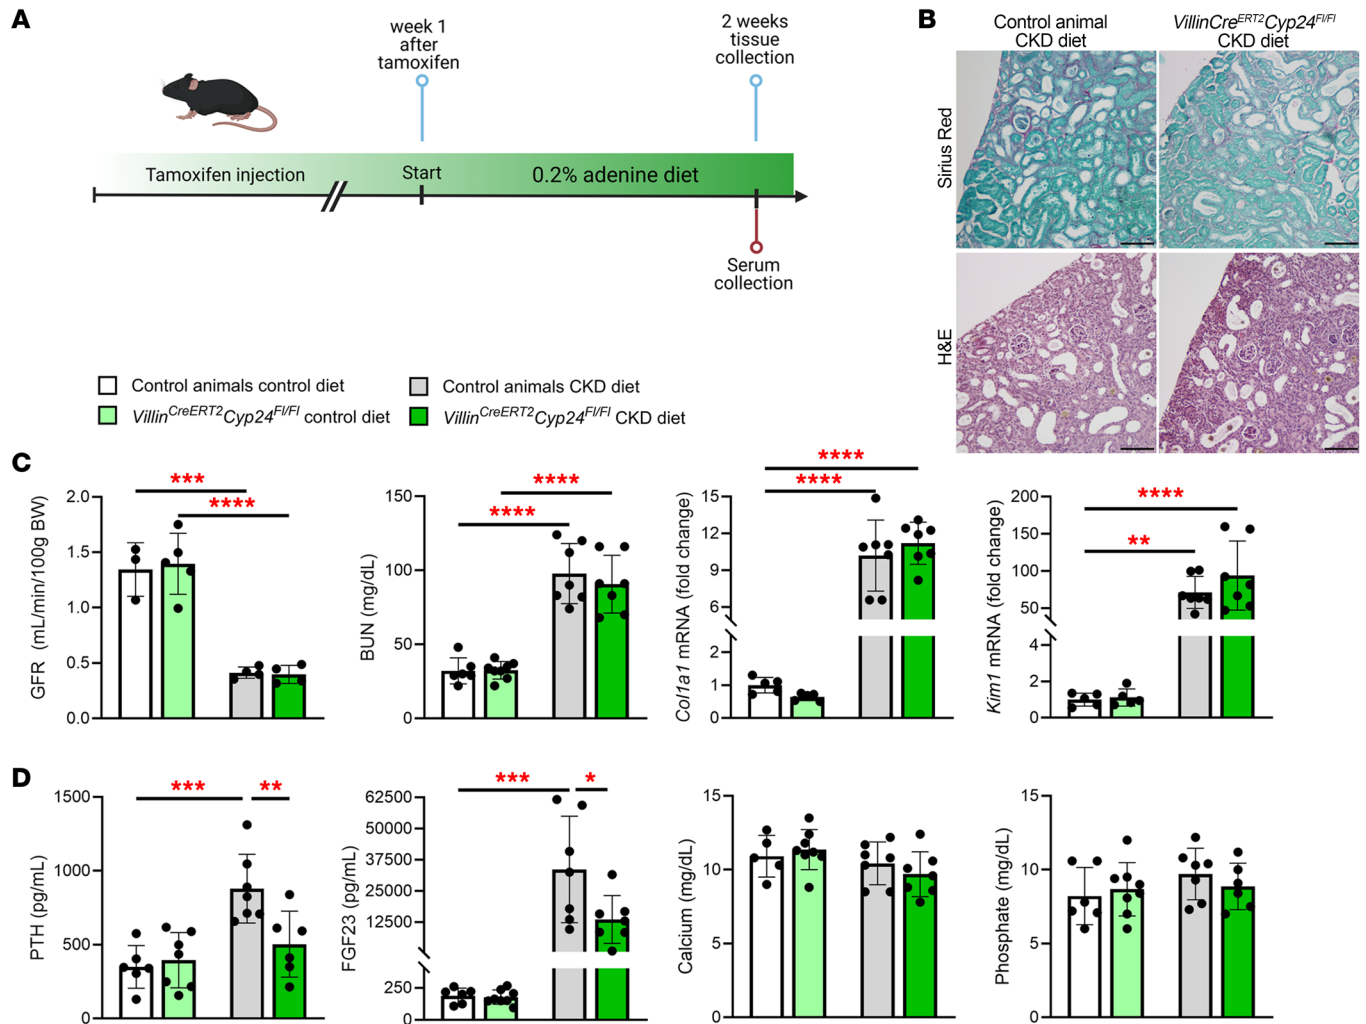 A
week 1
after
tamoxifen
2 weeks
tissue
collection
Tamoxifen injection
Start
0.2% adenine diet
Serum
collection
B
Control animal
CKD diet
VillinCreERT2Cyp24Fl/Fl
CKD diet
Sirius Red
H&E
Control animals control diet
Control animals CKD diet
VillinCreERT2Cyp24Fl/Fl control diet
VillinCreERT2Cyp24Fl/Fl CKD diet
C
GFR (mL/min/100g BW)
2.0
1.5
1.0
0.5
0.0
***
****
BUN (mg/dL)
150
100
50
0
****
****
Col1a1 mRNA (fold change)
15
12
9
6
2
1
0
****
****
Kim1 mRNA (fold change)
200
150
100
50
4
2
0
****
**
D
PTH (pg/mL)
1500
1000
500
0
***
**
FGF23 (pg/mL)
62500
50000
37500
25000
12500
250
0
***
*
Calcium (mg/dL)
15
10
5
0
Phosphate (mg/dL)
15
10
5
0